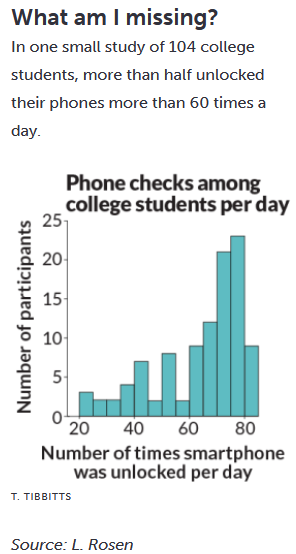 What am I missing?
In one small study of 104 college
students, more than half unlocked
their phones more than 60 times a
day.
Phone checks among
college students per day
Number of participants
25
20
15
10
5
0
20 40 60 80
Number of times smartphone
was unlocked per day
T. TIBBITTS
Source: L. Rosen